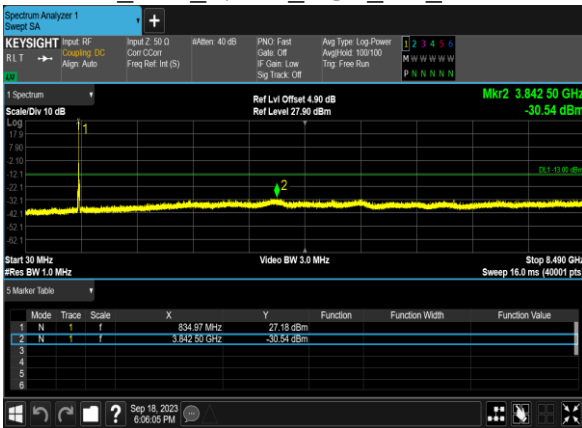 Spectrum Analyzer 1
Swept SA
KEYSIGHT
RLT
Input: RF
Coupling: DC
Align: Auto
Input Z: 50 Ω
Corr CCorr
Freq Ref: Int (S)
#Atten: 40 dB
PNO: Fast
Gate: Off
IF Gain: Low
Sig Track: Off
Avg Type: Log-Power
Avg|Hold: 100/100
Trig: Free Run
1 2 3 4 5 6
M W W W W W
P N N N N N
LW
1 Spectrum
Scale/Div 10 dB
Ref Lvl Offset 4.90 dB
Ref Level 27.90 dBm
Mkr2 3.842 50 GHz
-30.54 dBm
Log
17.9
7.90
-2.10
-12.1
-22.1
-32.1
-42.1
-52.1
-62.1
1
2
DL1 -13.00 dBm
Start 30 MHz
#Res BW 1.0 MHz
Video BW 3.0 MHz
Stop 8.490 GHz
Sweep 16.0 ms (40001 pts)
5 Marker Table
Mode Trace Scale X Y Function Function Width Function Value
1 N 1 f 834.97 MHz 27.18 dBm
2 N 1 f 3.842 50 GHz -30.54 dBm
3
4
5
6
?
Sep 18, 2023
6:06:05 PM